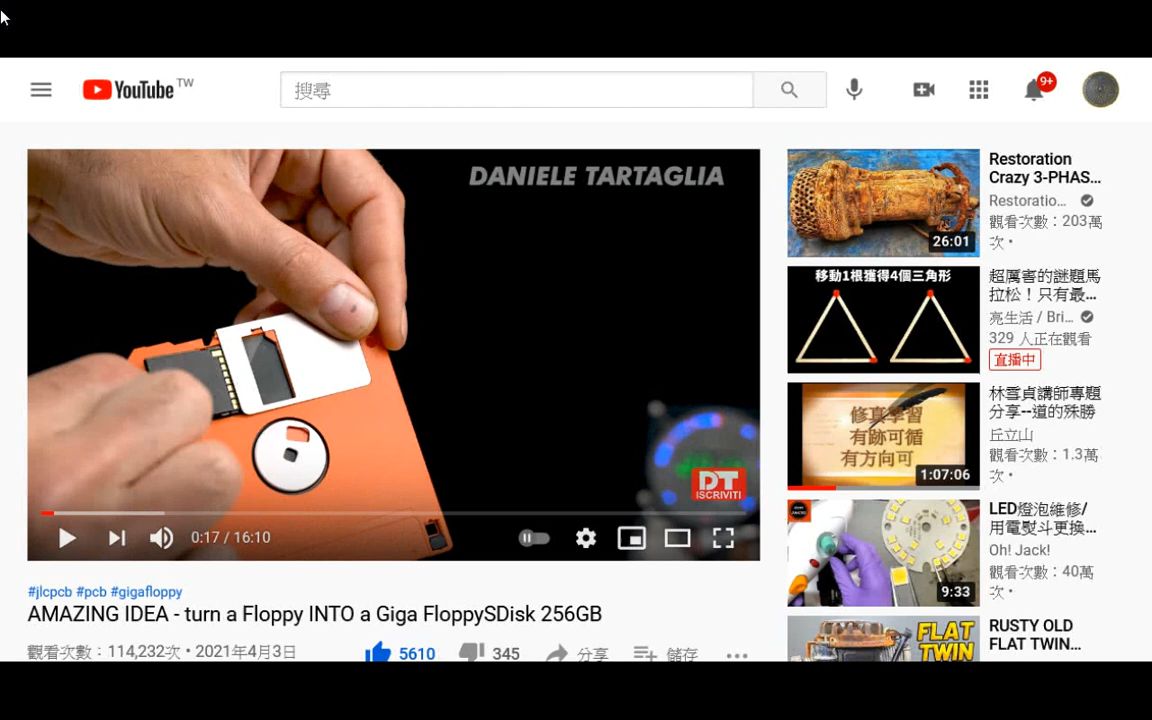 YouTube TW
搜尋
9+
DANIELE TARTAGLIA
DT
ISCRIVITI
0:17 / 16:10
#jlcpcb #pcb #gigafloppy
AMAZING IDEA - turn a Floppy INTO a Giga FloppySDisk 256GB
觀看次數：114,232次 • 2021年4月3日
5610
345
分享
儲存
26:01
Restoration
Crazy 3-PHAS...
Restoratio...
觀看次數：203萬
次 •
移動1根獲得4個三角形
超厲害的謎題馬
拉松！只有最...
亮生活 / Bri...
329 人正在觀看
直播中
修真學習
有跡可循
有方向可
1:07:06
林雪貞講師專題
分享--道的殊勝
丘立山
觀看次數：1.3萬
次 •
9:33
LED燈泡維修/
用電熨斗更換...
Oh! Jack!
觀看次數：40萬
次 •
FLAT
TWIN
RUSTY OLD
FLAT TWIN...